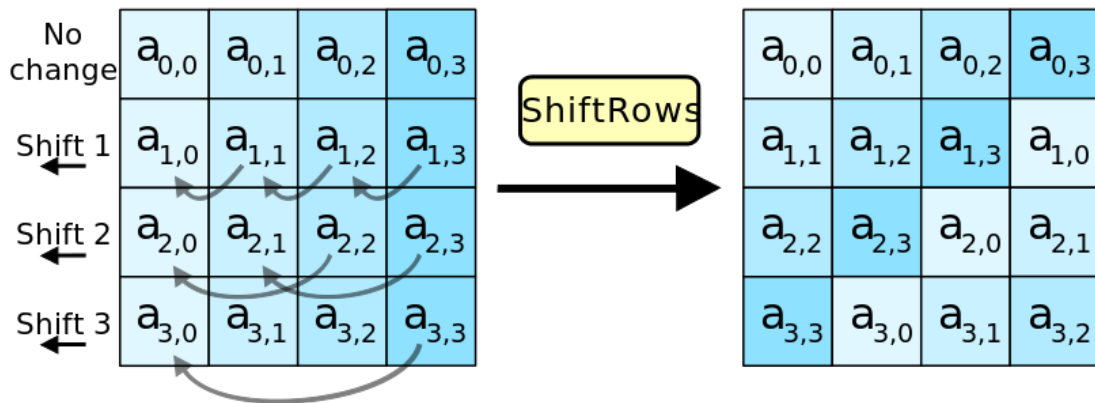 No
change
a0,0 a0,1 a0,2 a0,3
ShiftRows
a0,0 a0,1 a0,2 a0,3
Shift 1
a1,0 a1,1 a1,2 a1,3
a1,1 a1,2 a1,3 a1,0
Shift 2
a2,0 a2,1 a2,2 a2,3
a2,2 a2,3 a2,0 a2,1
Shift 3
a3,0 a3,1 a3,2 a3,3
a3,3 a3,0 a3,1 a3,2